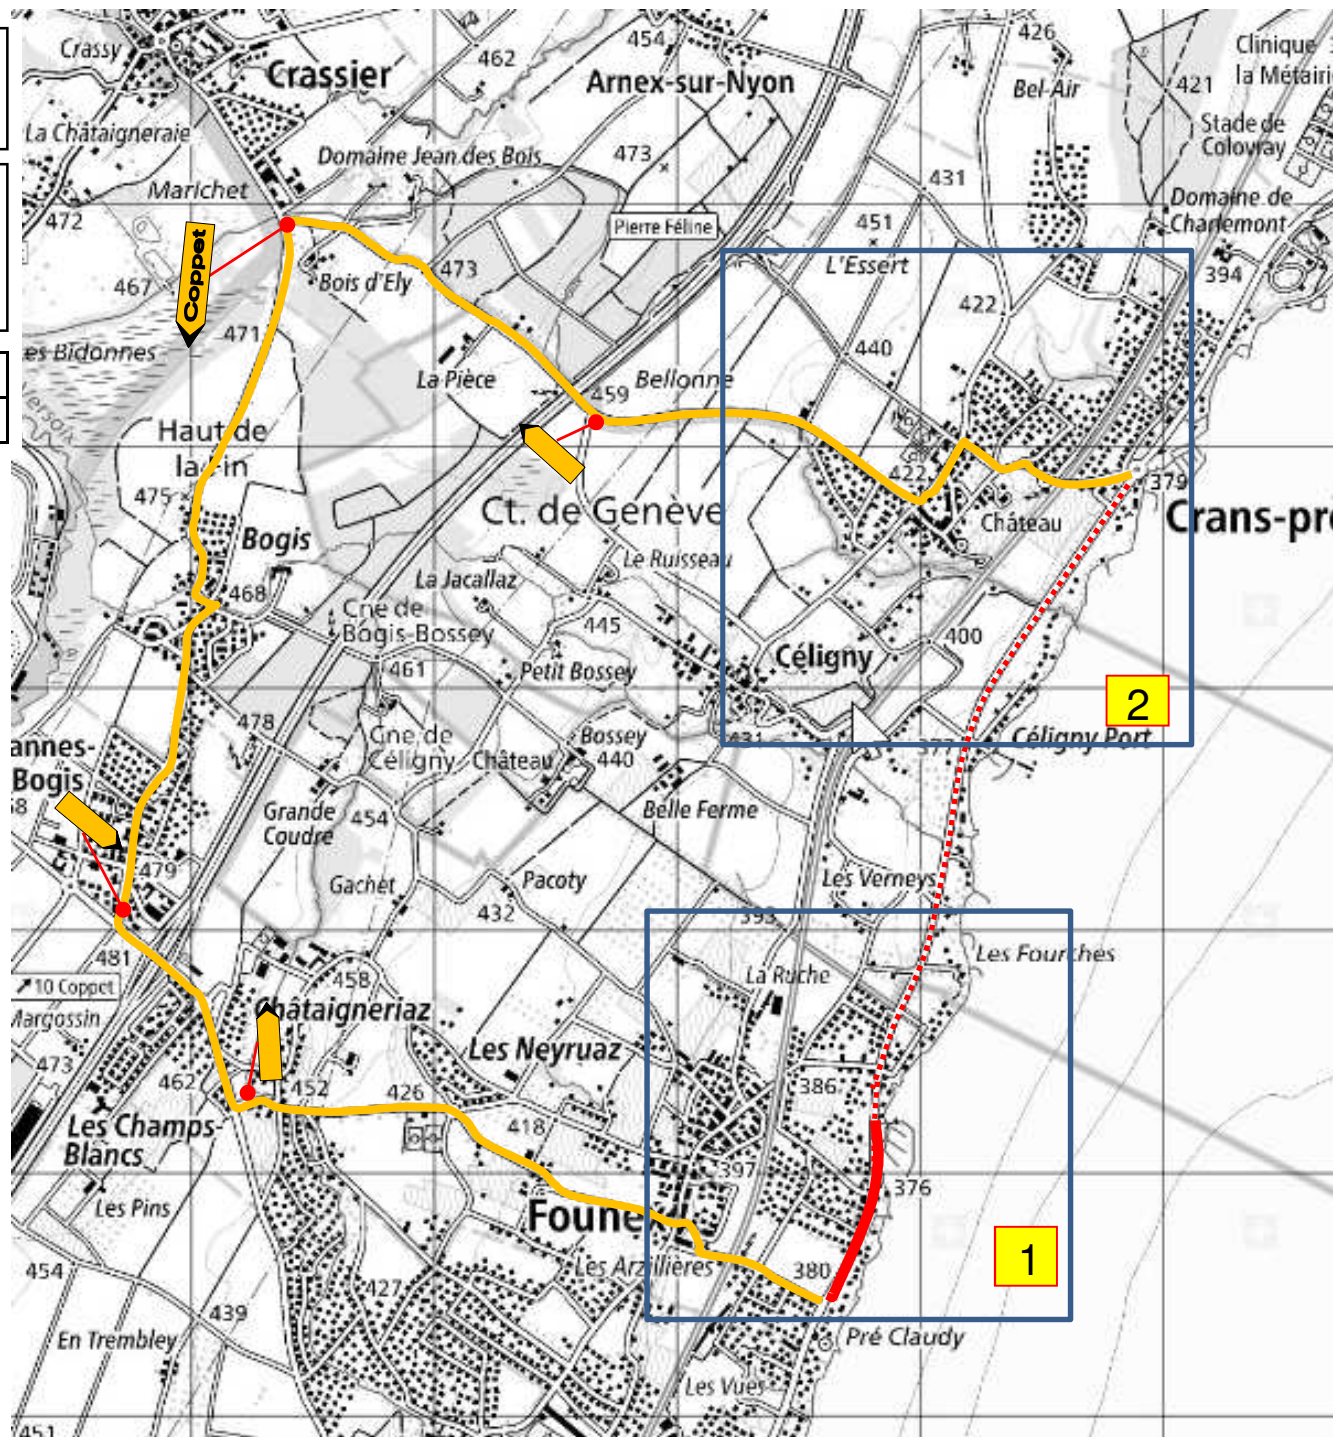 Crassy
Crassier
462
454
Arnex-sur-Nyon
426
Bel-Air
Clinique
la Métairi
421
Stade de
Colovray
La Châtaigneraie
Domaine Jean des Bois
473
431
Marichet
472
Domaine de
Charlemont
Pierre Féline
451
L'Essert
394
Coppet
467
Bois d'Ely
473
422
471
es Bidonnes
Versoix
440
La Pièce
459
Bellonne
Haut de
la Fin
475
422
379
Ct. de Genève
Château
Crans-pr
Bogis
Le Ruisseau
La Jacallaz
468
Cne de
Bogis-Bossey
445
400
461
Petit Bossey
Céligny
2
478
Cne de
Céligny
Bossey
440
Château
431
Céligny Port
annes-
Bogis
58
Grande
Coudre
454
Belle Ferme
479
Gachet
Pacoty
Les Verneys
432
393
481
Les Fourches
10 Coppet
458
La Ruche
Châtaigneriaz
Margossin
Les Neyruaz
473
462
452
426
386
Les Champs-
Blancs
418
397
376
Les Pins
Founex
1
454
Les Arzillières
380
427
439
En Trembley
Pré Claudy
Les Vues
451